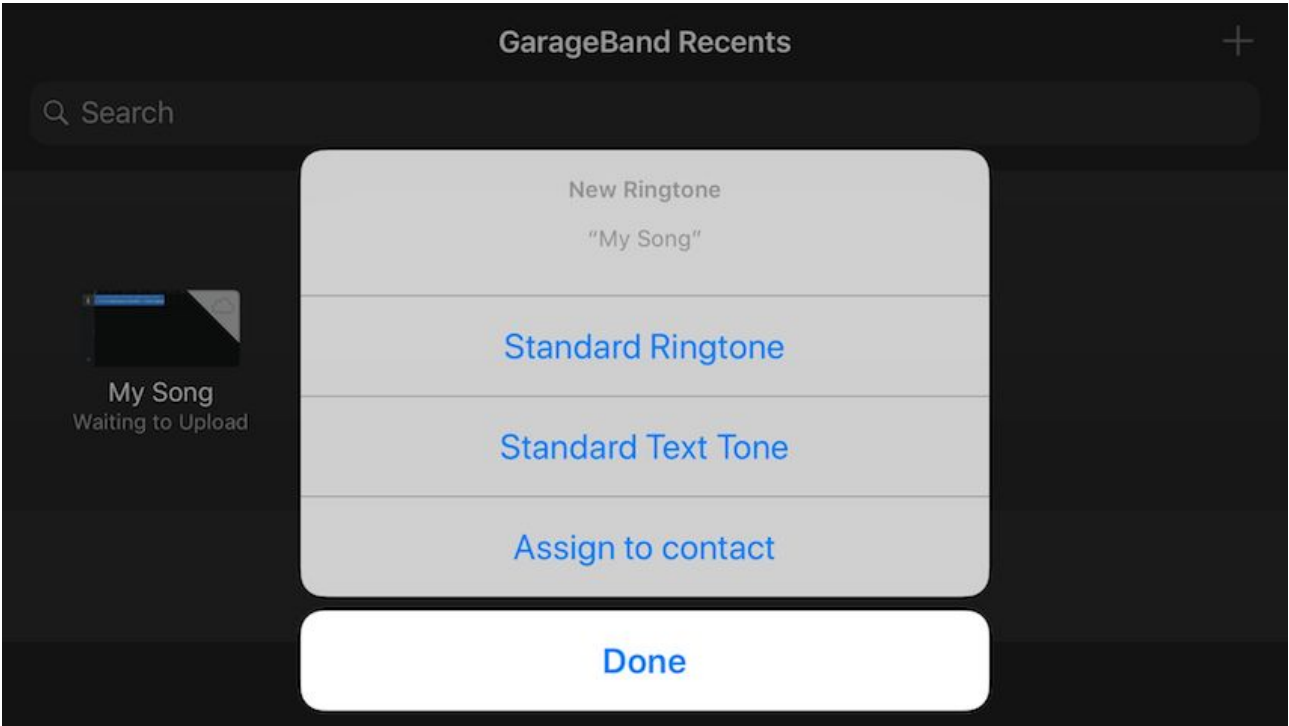 GarageBand Recents
Search
New Ringtone
“My Song”
Standard Ringtone
Standard Text Tone
Assign to contact
My Song
Waiting to Upload
Done